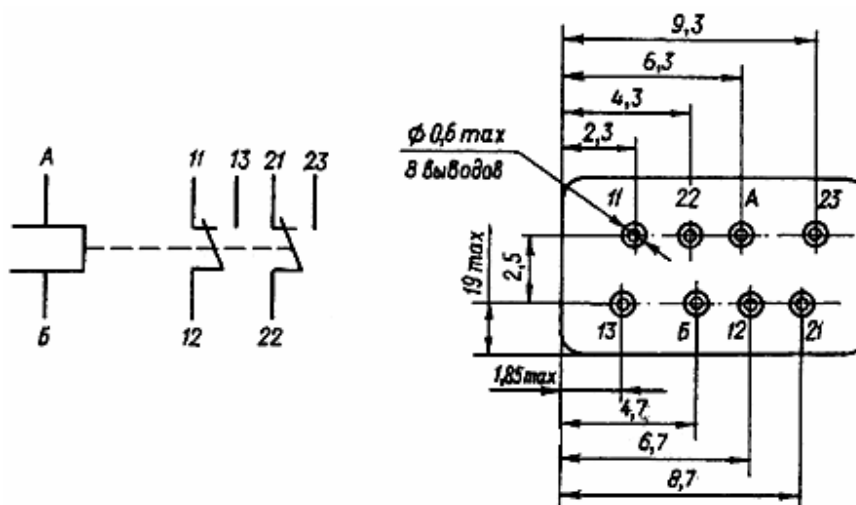 А
11 13 21 23
Б
12 22
9,3
6,3
4,3
2,3
Ф 0,6 max
8 выводов
11 22 А 23
2,5
19 max
13 Б 12 21
1,85 max
4,7
6,7
8,7